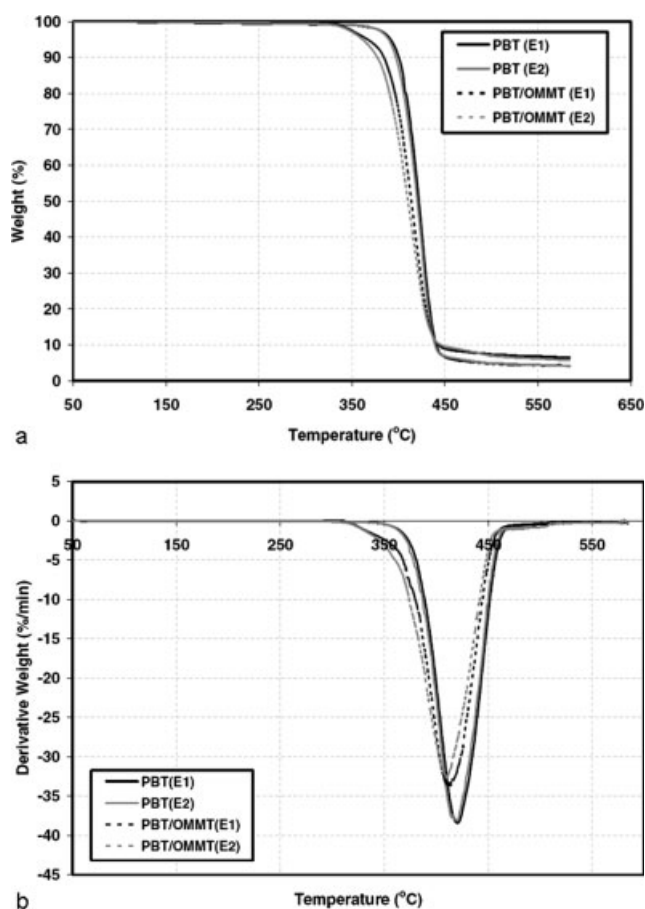 100
90
80
70
60
50
40
30
20
10
0
Weight (%)
PBT (E1)
PBT (E2)
PBT/OMMT (E1)
PBT/OMMT (E2)
50 150 250 350 450 550 650
Temperature (°C)
a
5
0
-5
-10
-15
-20
-25
-30
-35
-40
-45
Derivative Weight (%/min)
50 150 250 350 450 550
PBT(E1)
PBT(E2)
PBT/OMMT(E1)
PBT/OMMT(E2)
Temperature (°C)
b